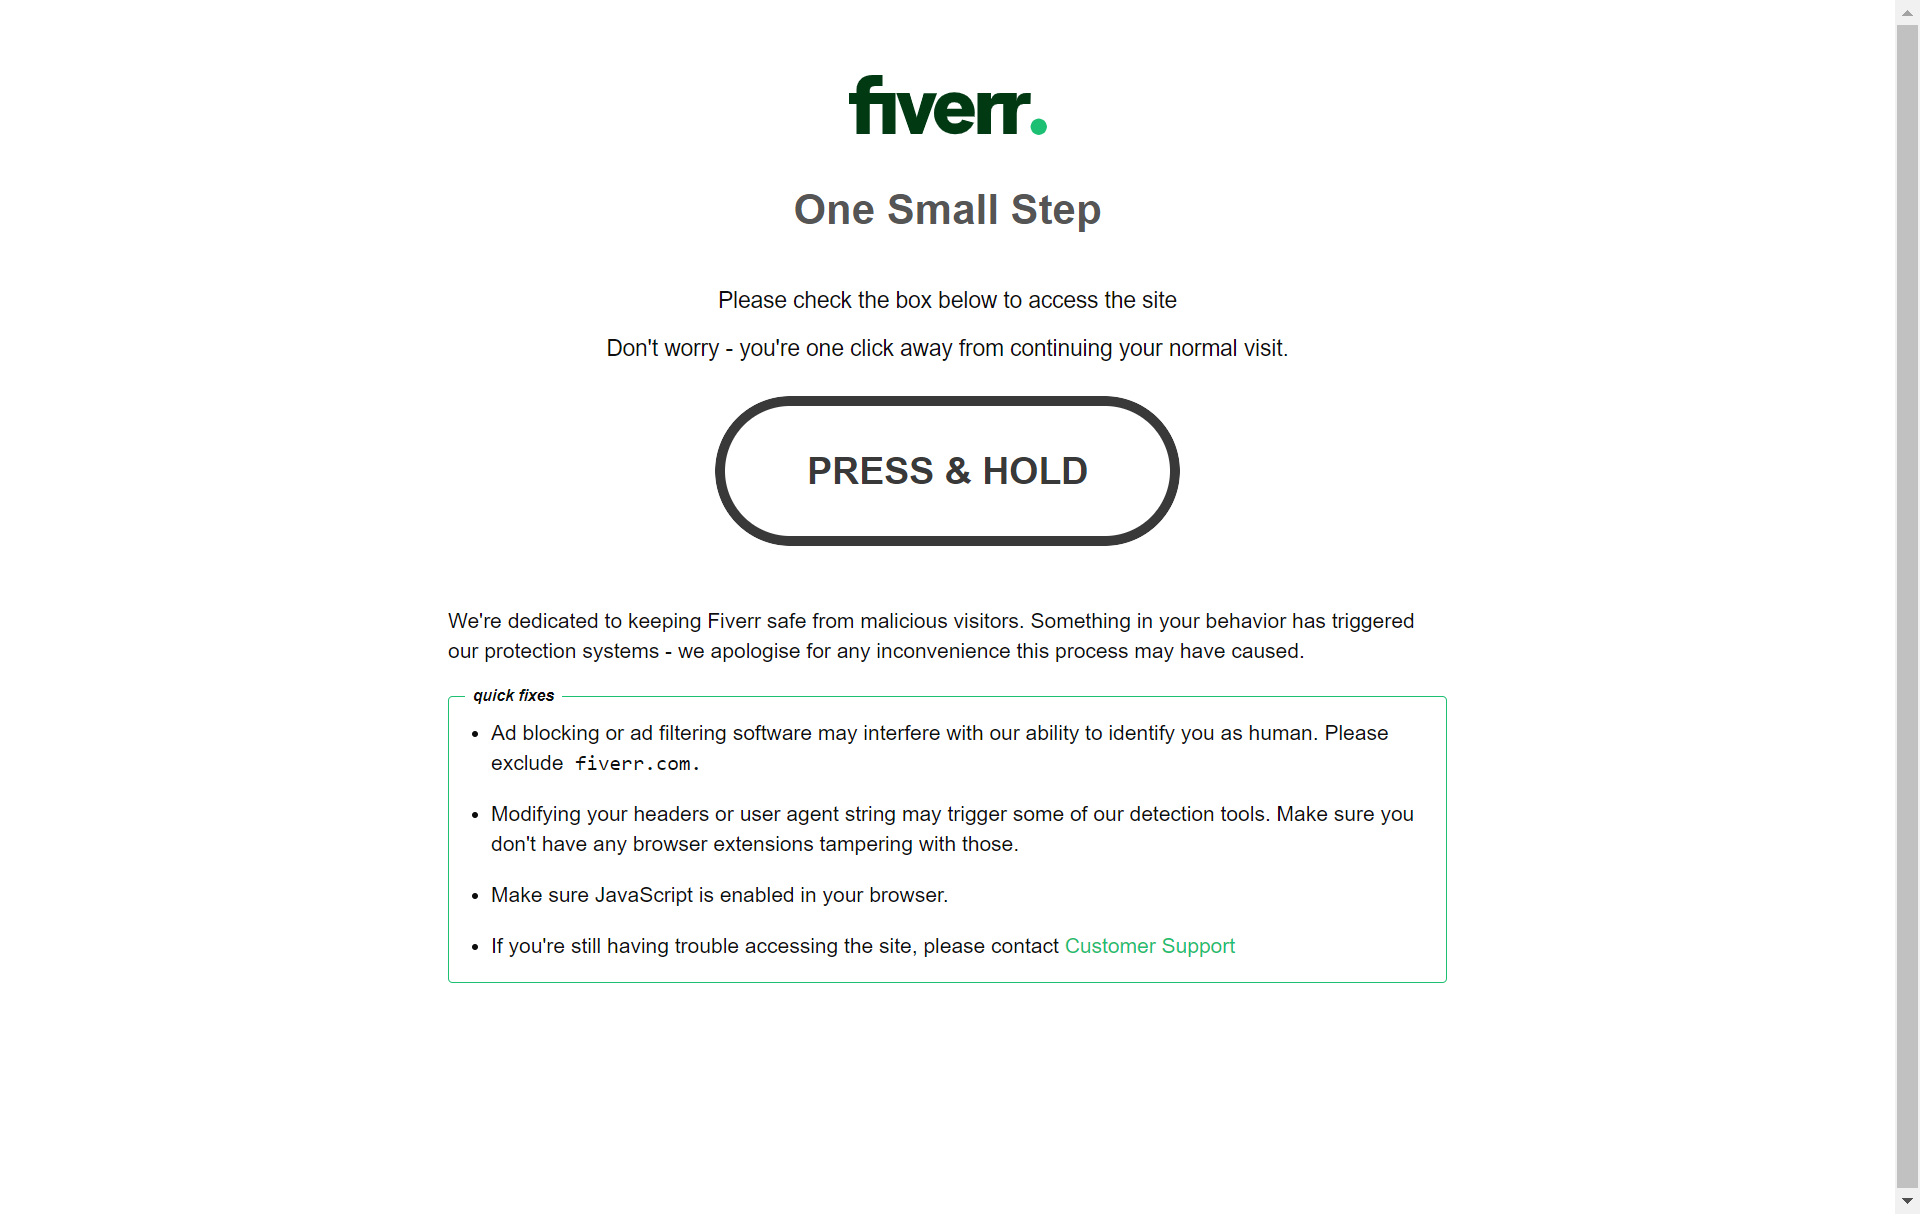 fiverr.
One Small Step
Please check the box below to access the site
Don't worry - you're one click away from continuing your normal visit.
PRESS & HOLD
We're dedicated to keeping Fiverr safe from malicious visitors. Something in your behavior has triggered
our protection systems - we apologise for any inconvenience this process may have caused.
quick fixes
• Ad blocking or ad filtering software may interfere with our ability to identify you as human. Please
exclude fiverr.com.
• Modifying your headers or user agent string may trigger some of our detection tools. Make sure you
don't have any browser extensions tampering with those.
• Make sure JavaScript is enabled in your browser.
• If you're still having trouble accessing the site, please contact Customer Support